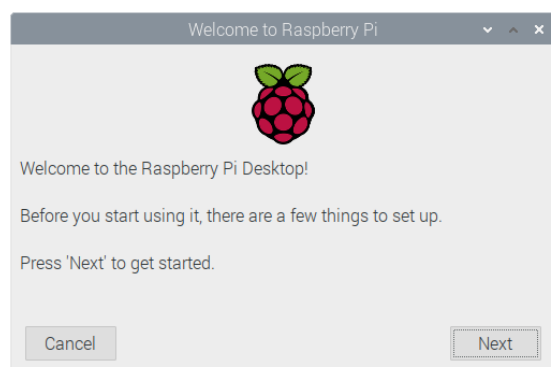 Welcome to Raspberry Pi
Welcome to the Raspberry Pi Desktop!
Before you start using it, there are a few things to set up.
Press 'Next' to get started.
Cancel
Next